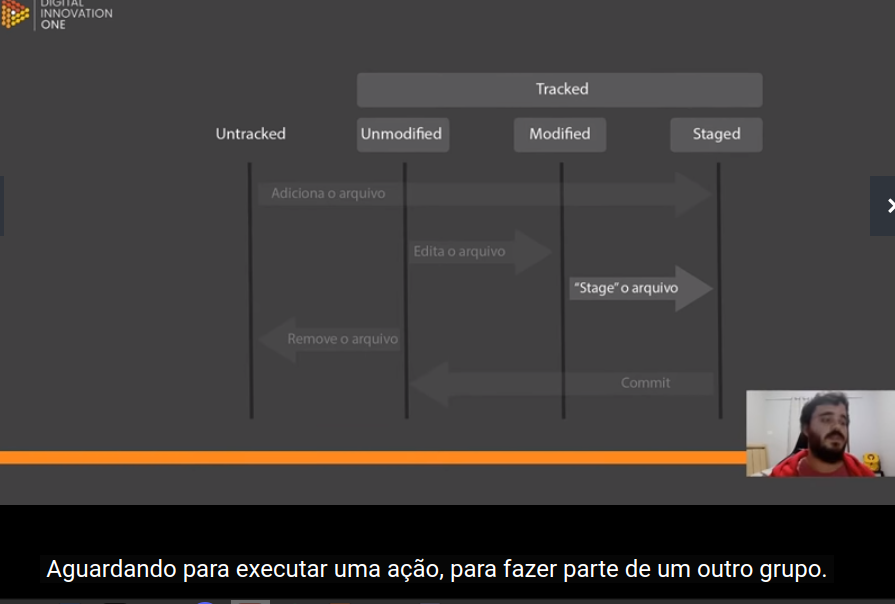 DIGITAL
INNOVATION
ONE
Tracked
Untracked
Unmodified
Modified
Staged
Adiciona o arquivo
Edita o arquivo
“Stage” o arquivo
Remove o arquivo
Commit
Aguardando para executar uma ação, para fazer parte de um outro grupo.